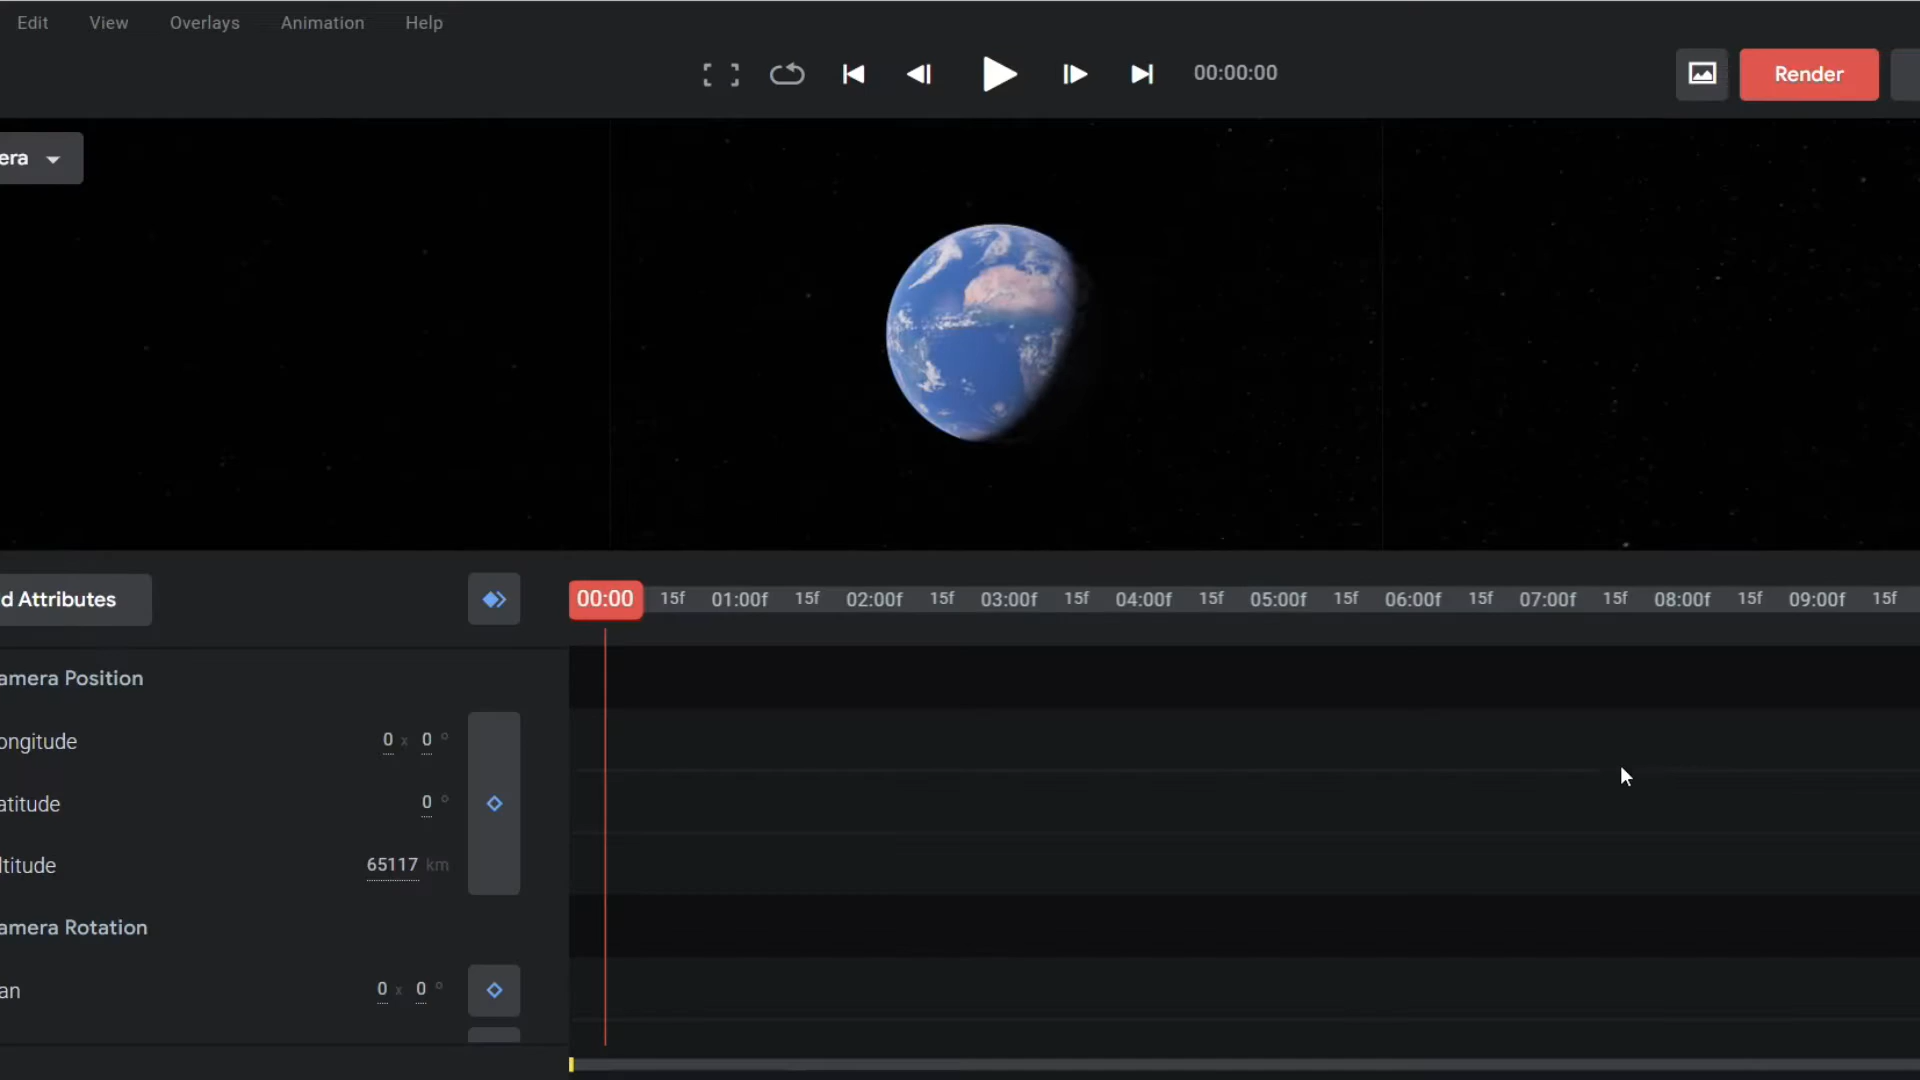 Edit View Overlays Animation Help
00:00:00
Render
era
d Attributes
00:00 15f 01:00f 15f 02:00f 15f 03:00f 15f 04:00f 15f 05:00f 15f 06:00f 15f 07:00f 15f 08:00f 15f 09:00f 15f
amera Position
ongitude 0 x 0 °
atitude 0 °
ltitude 65117 km
amera Rotation
an 0 x 0 °